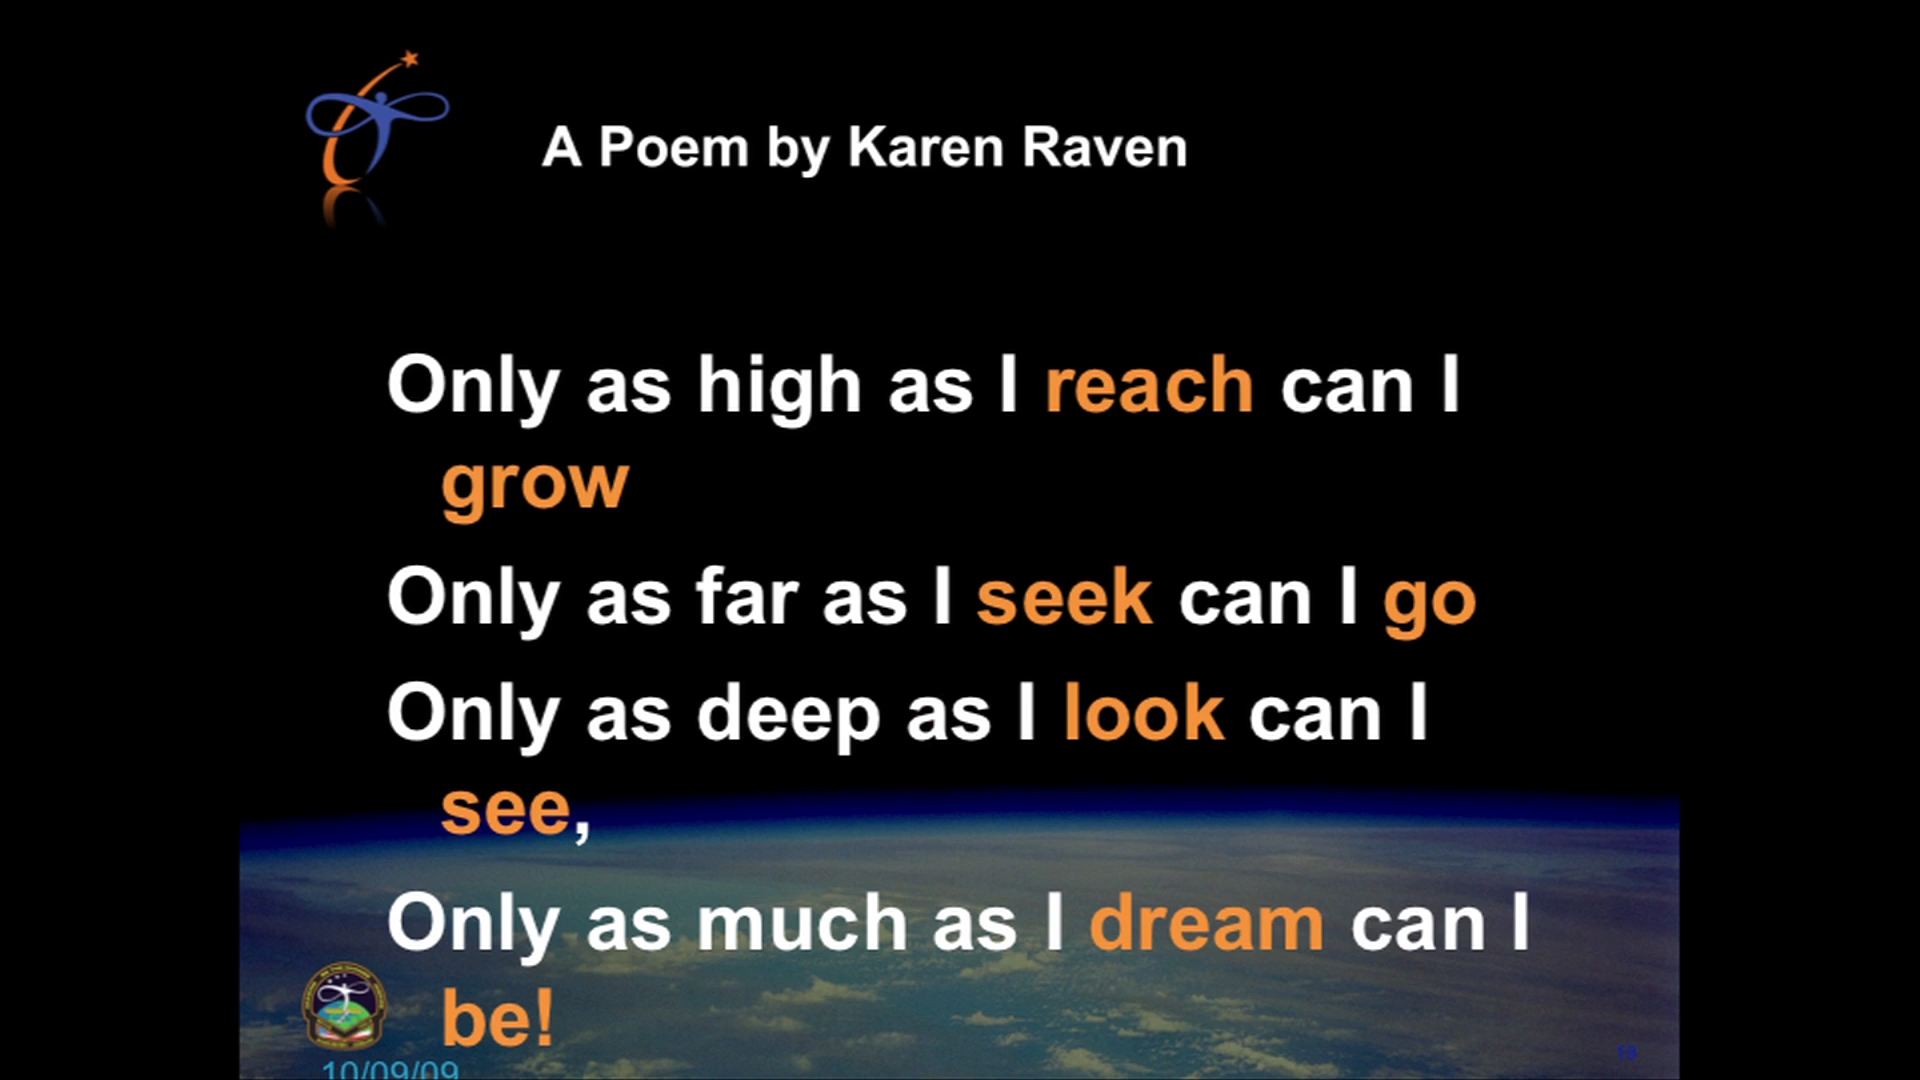 A Poem by Karen Raven
Only as high as I reach can I
grow
Only as far as I seek can I go
Only as deep as I look can I
see,
Only as much as I dream can I
be!
10/09/09